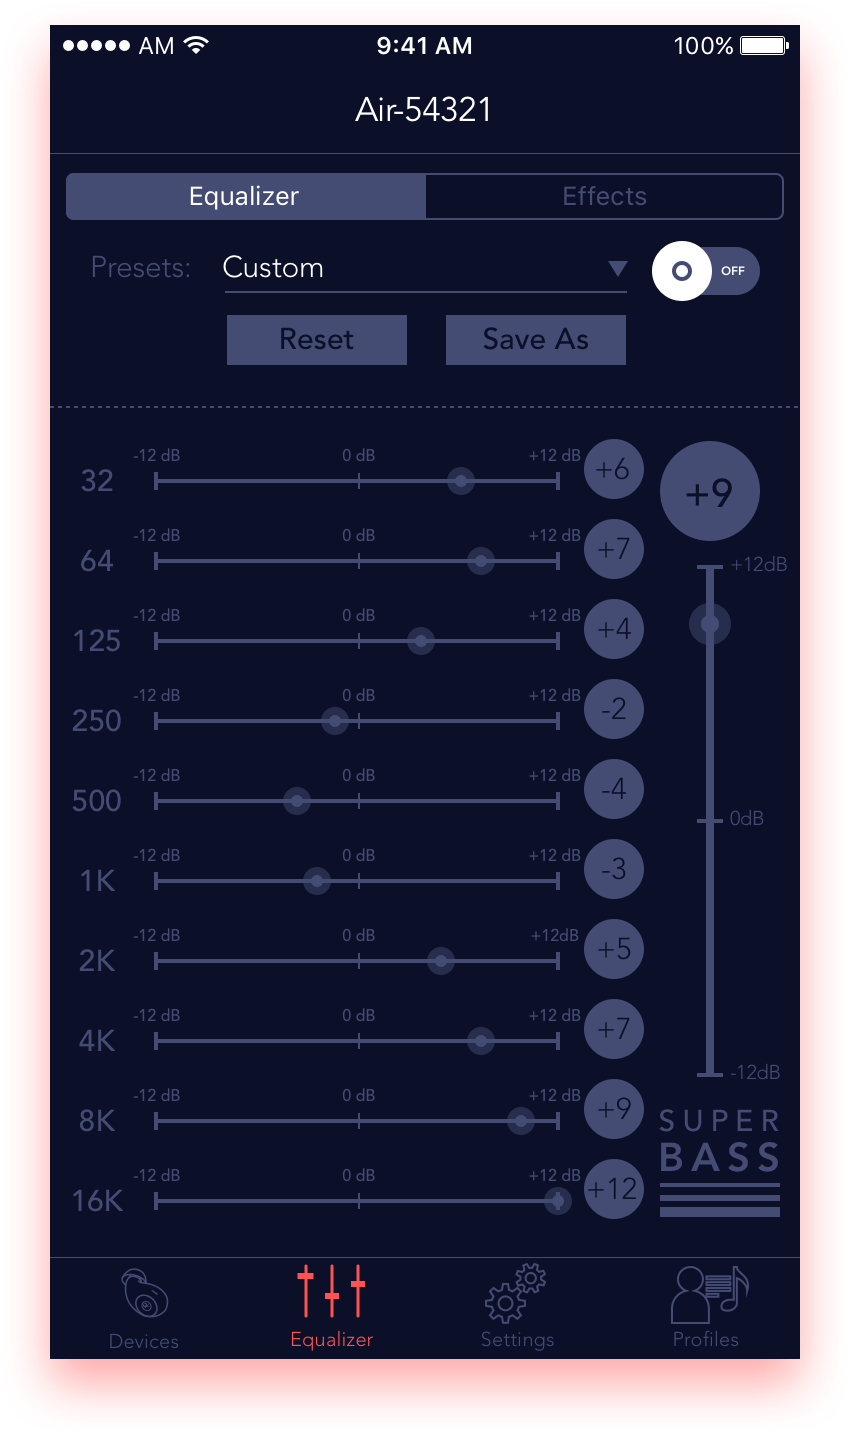 AM 9:41 AM 100%
Air-54321
Equalizer Effects
Presets: Custom OFF
Reset Save As
-12 dB 0 dB +12 dB
32 +6
+9
-12 dB 0 dB +12 dB
64 +7
+12dB
-12 dB 0 dB +12 dB
125 +4
-12 dB 0 dB +12 dB
250 -2
-12 dB 0 dB +12 dB
500 -4
0dB
-12 dB 0 dB +12 dB
1K -3
-12 dB 0 dB +12dB
2K +5
-12 dB 0 dB +12 dB
4K +7
-12dB
-12 dB 0 dB +12 dB
8K +9
SUPER
BASS
-12 dB 0 dB +12 dB
16K +12
Devices Equalizer Settings Profiles